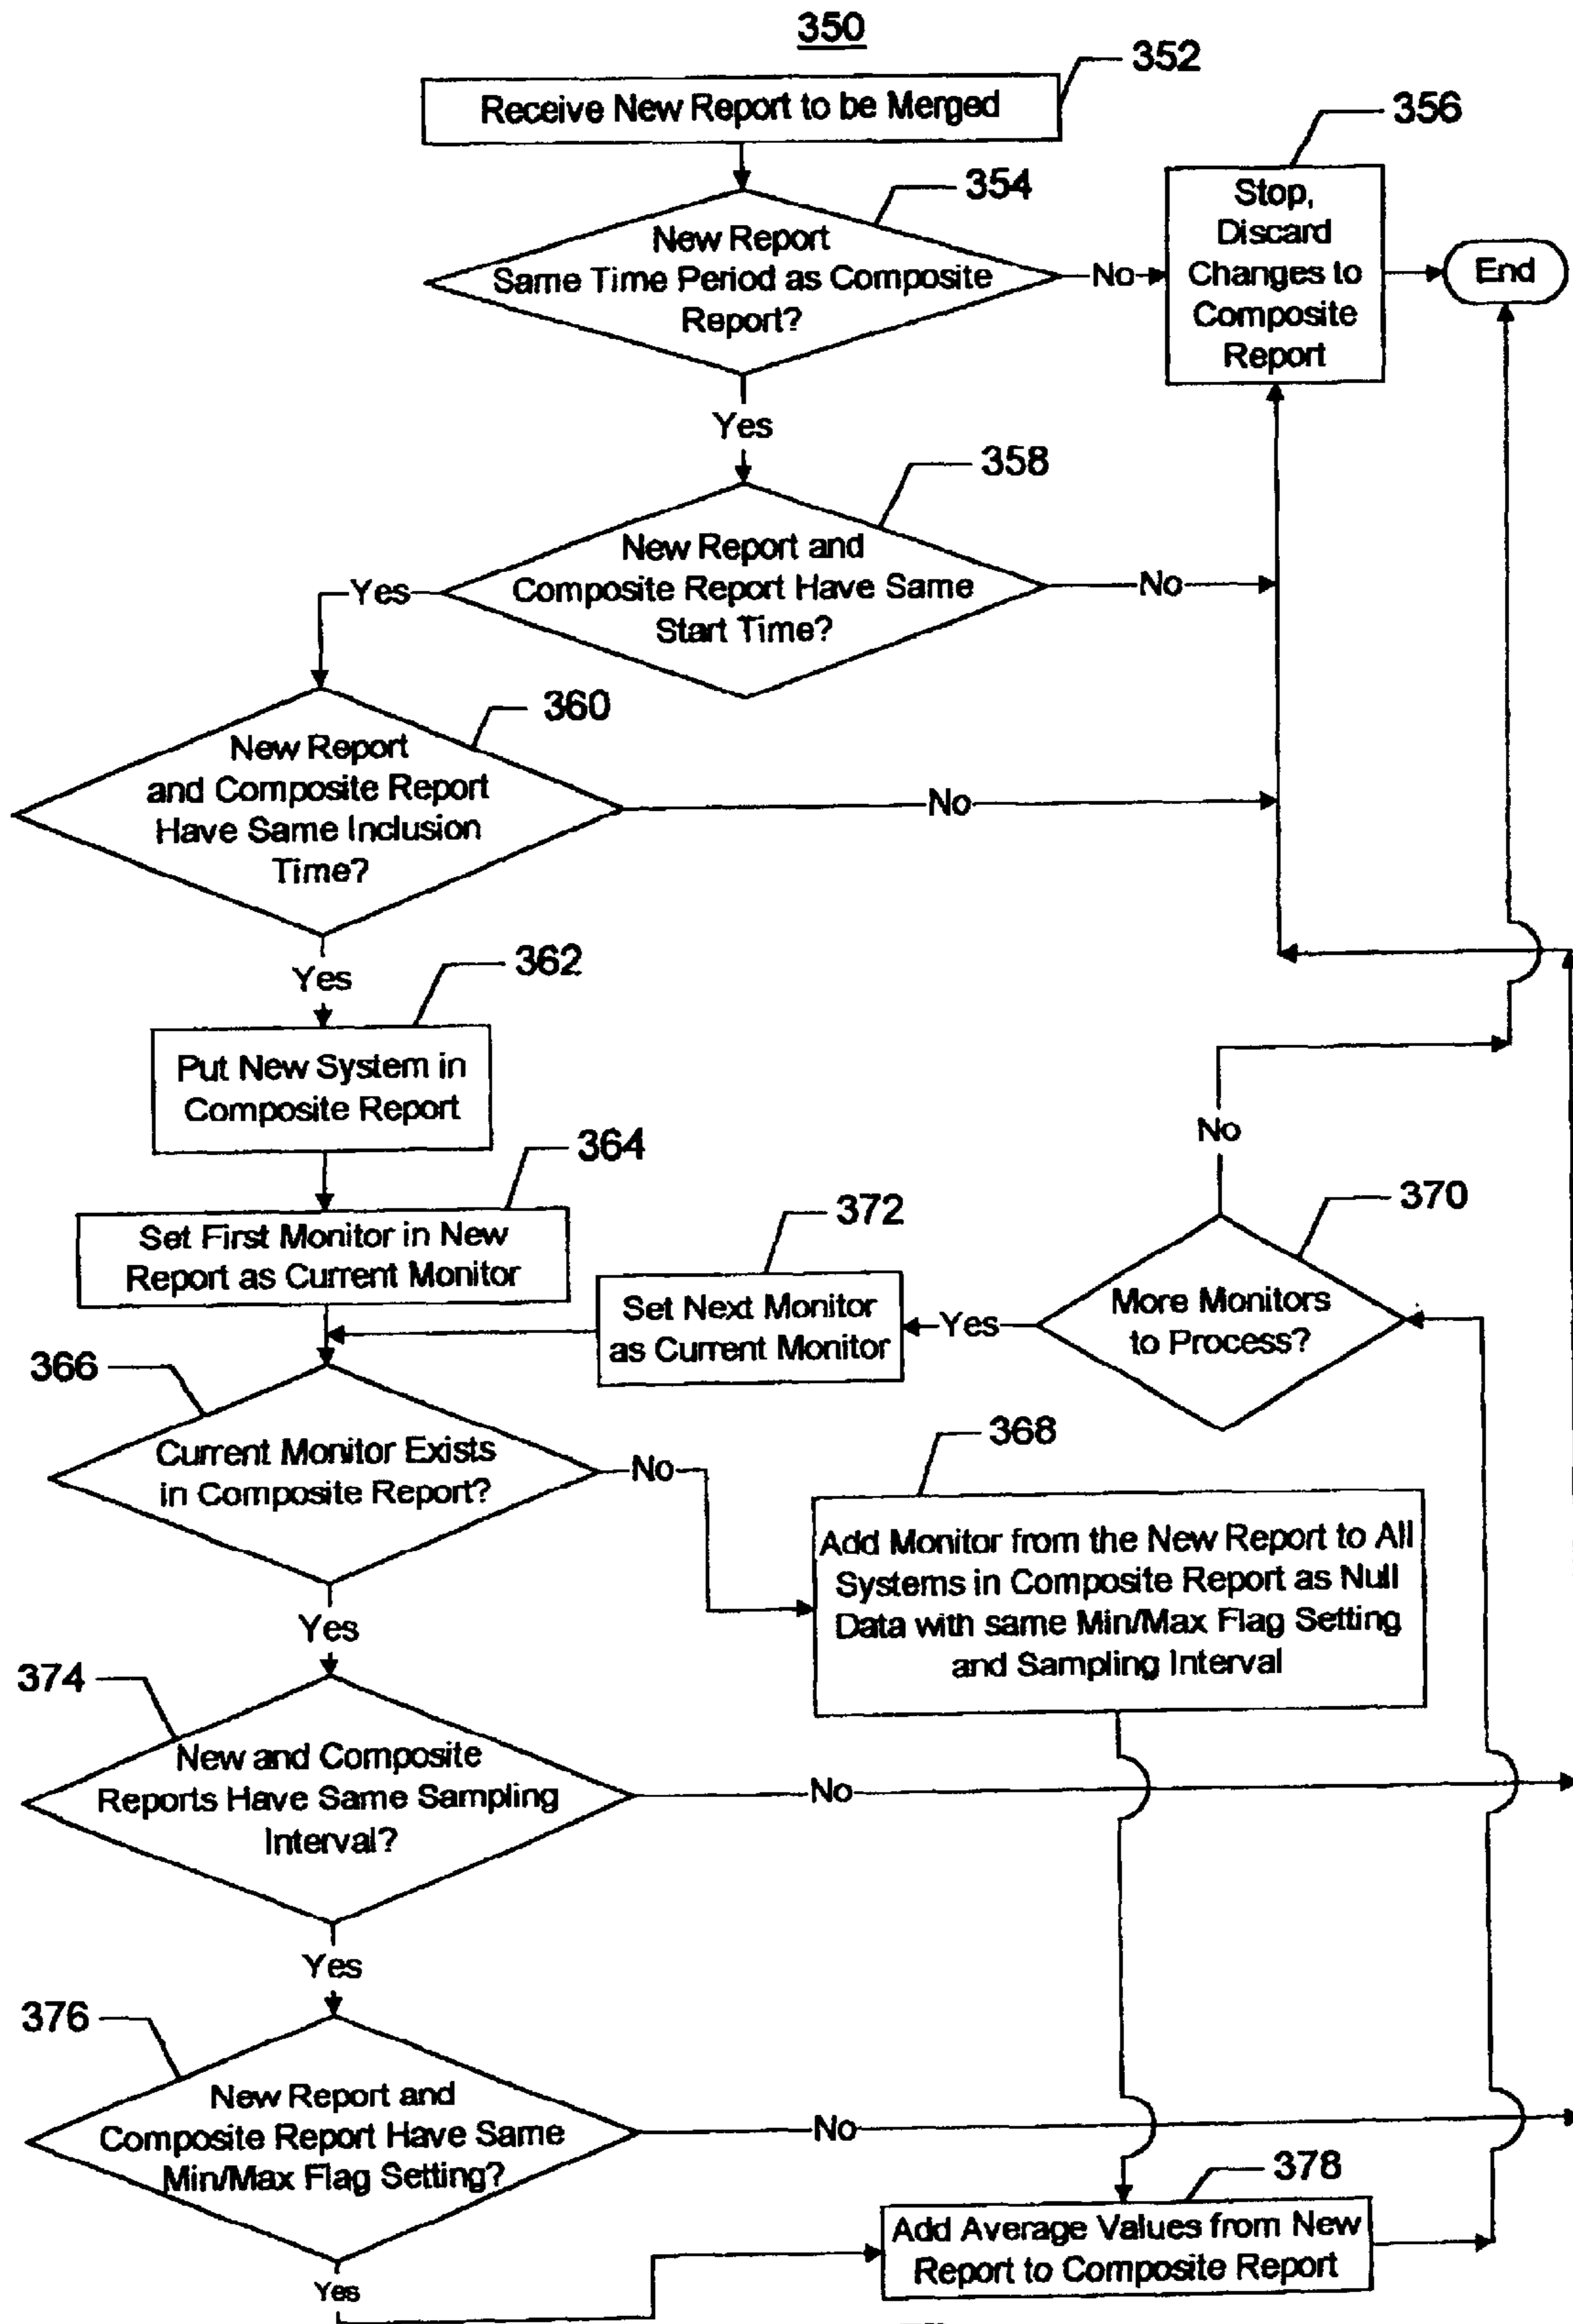 350
352
Receive New Report to be Merged
356
354
Stop,
Discard
Changes to
Composite
Report
End
New Report
Same Time Period as Composite
Report?
No
Yes
358
New Report and
Composite Report Have Same
Start Time?
Yes
No
360
New Report
and Composite Report
Have Same Inclusion
Time?
No
Yes
362
Put New System in
Composite Report
No
364
Set First Monitor in New
Report as Current Monitor
372
370
Set Next Monitor
as Current Monitor
Yes
More Monitors
to Process?
366
Current Monitor Exists
in Composite Report?
No
368
Add Monitor from the New Report to All
Systems in Composite Report as Null
Data with same Min/Max Flag Setting
and Sampling Interval
Yes
374
New and Composite
Reports Have Same Sampling
Interval?
No
Yes
376
New Report and
Composite Report Have Same
Min/Max Flag Setting?
No
378
Add Average Values from New
Report to Composite Report
Yes